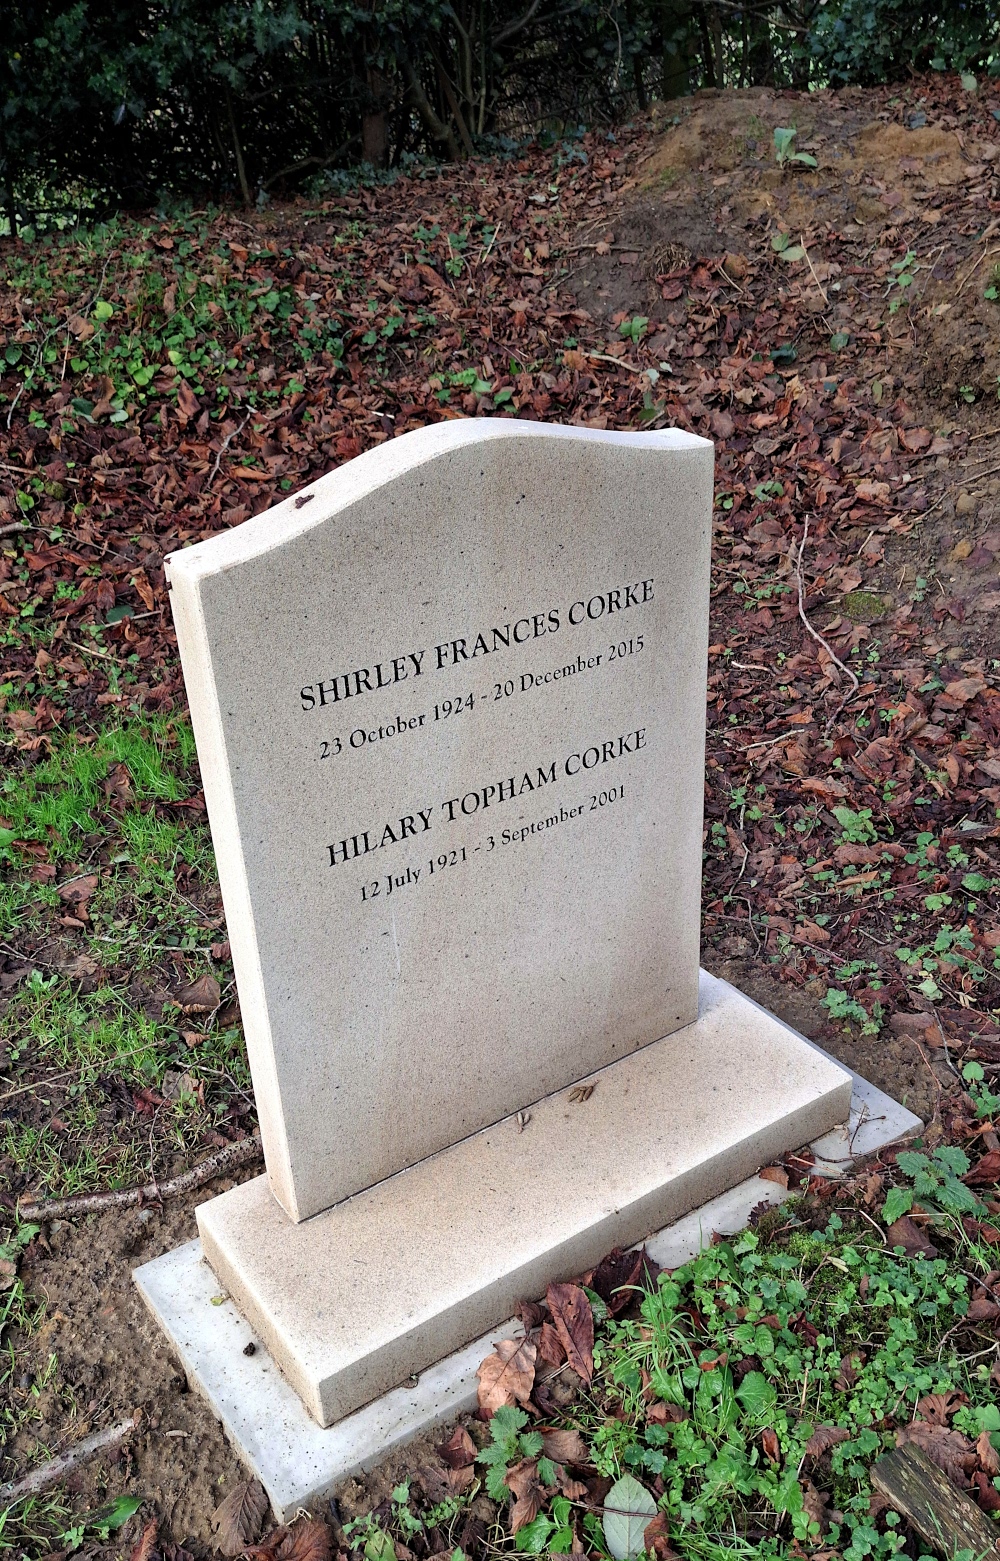 SHIRLEY FRANCES CORKE
23 October 1924 - 20 December 2015
HILARY TOPHAM CORKE
12 July 1921 - 3 September 2001